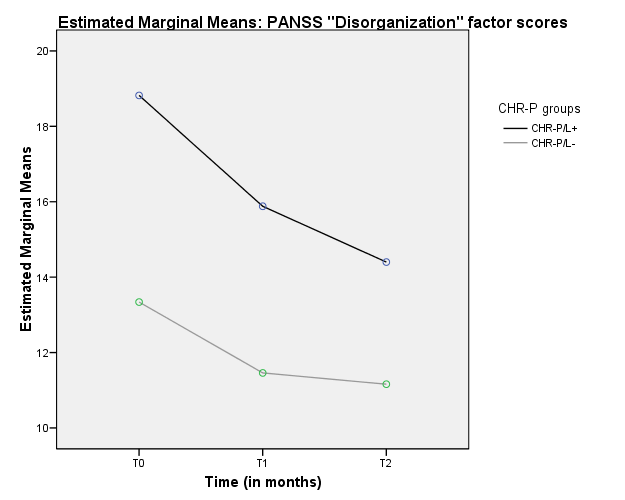 Estimated Marginal Means: PANSS "Disorganization" factor scores
20
18
16
14
12
10
Estimated Marginal Means
T0
T1
T2
Time (in months)
CHR-P groups
CHR-P/L+
CHR-P/L-